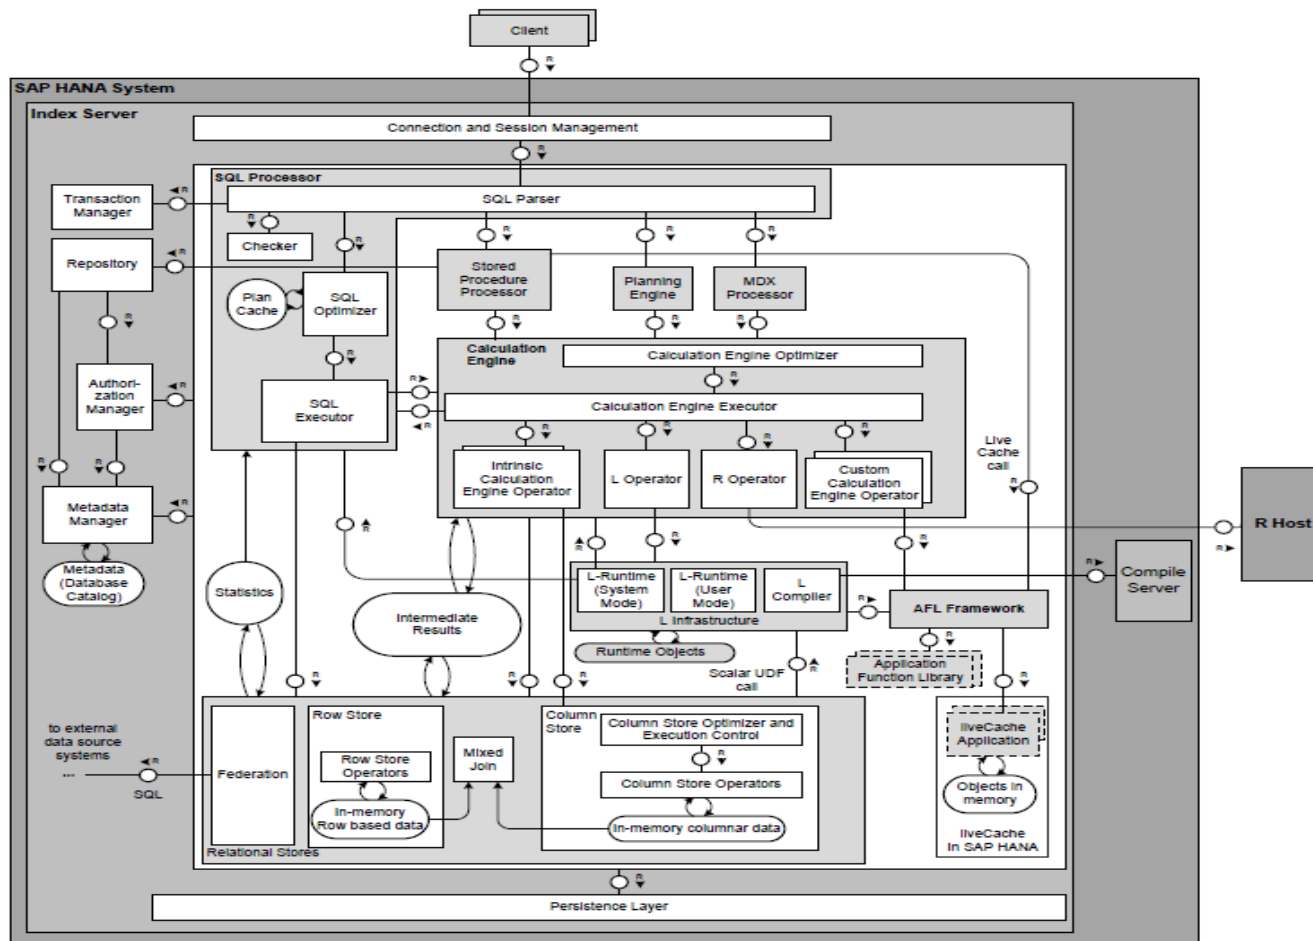 Client
R
SAP HANA System
Index Server
Connection and Session Management
R
SQL Processor
Transaction
Manager
R
SQL Parser
R
Checker
R
R
R
R
Repository
R
Stored
Procedure
Processor
Planning
Engine
MDX
Processor
Plan
Cache
SQL
Optimizer
R
R
R
R
R
Calculation
Engine
Calculation Engine Optimizer
R
Authori-
zation
Manager
R
SQL
Executor
R
R
Calculation Engine Executor
R
R
R
R
Live
Cache
call
R
Intrinsic
Calculation
Engine Operator
L Operator
R Operator
Custom
Calculation
Engine Operator
R
R
Metadata
Manager
R
R
R Host
R
R
R
R
Metadata
(Database
Catalog)
Statistics
Intermediate
Results
L-Runtime
(System
Mode)
L-Runtime
(User
Mode)
L
Compiler
L Infrastructure
R
R
Compile
Server
AFL Framework
Runtime Objects
R
Application
Function Library
Scalar UDF
call
R
R
R
R
R
to external
data source
systems
...
R
SQL
Federation
Row Store
Row Store
Operators
In-memory
Row based data
Mixed
Join
Column
Store
Column Store Optimizer and
Execution Control
R
Column Store Operators
In-memory columnar data
Relational Stores
liveCache
Application
Objects in
memory
liveCache
in SAP HANA
R
Persistence Layer